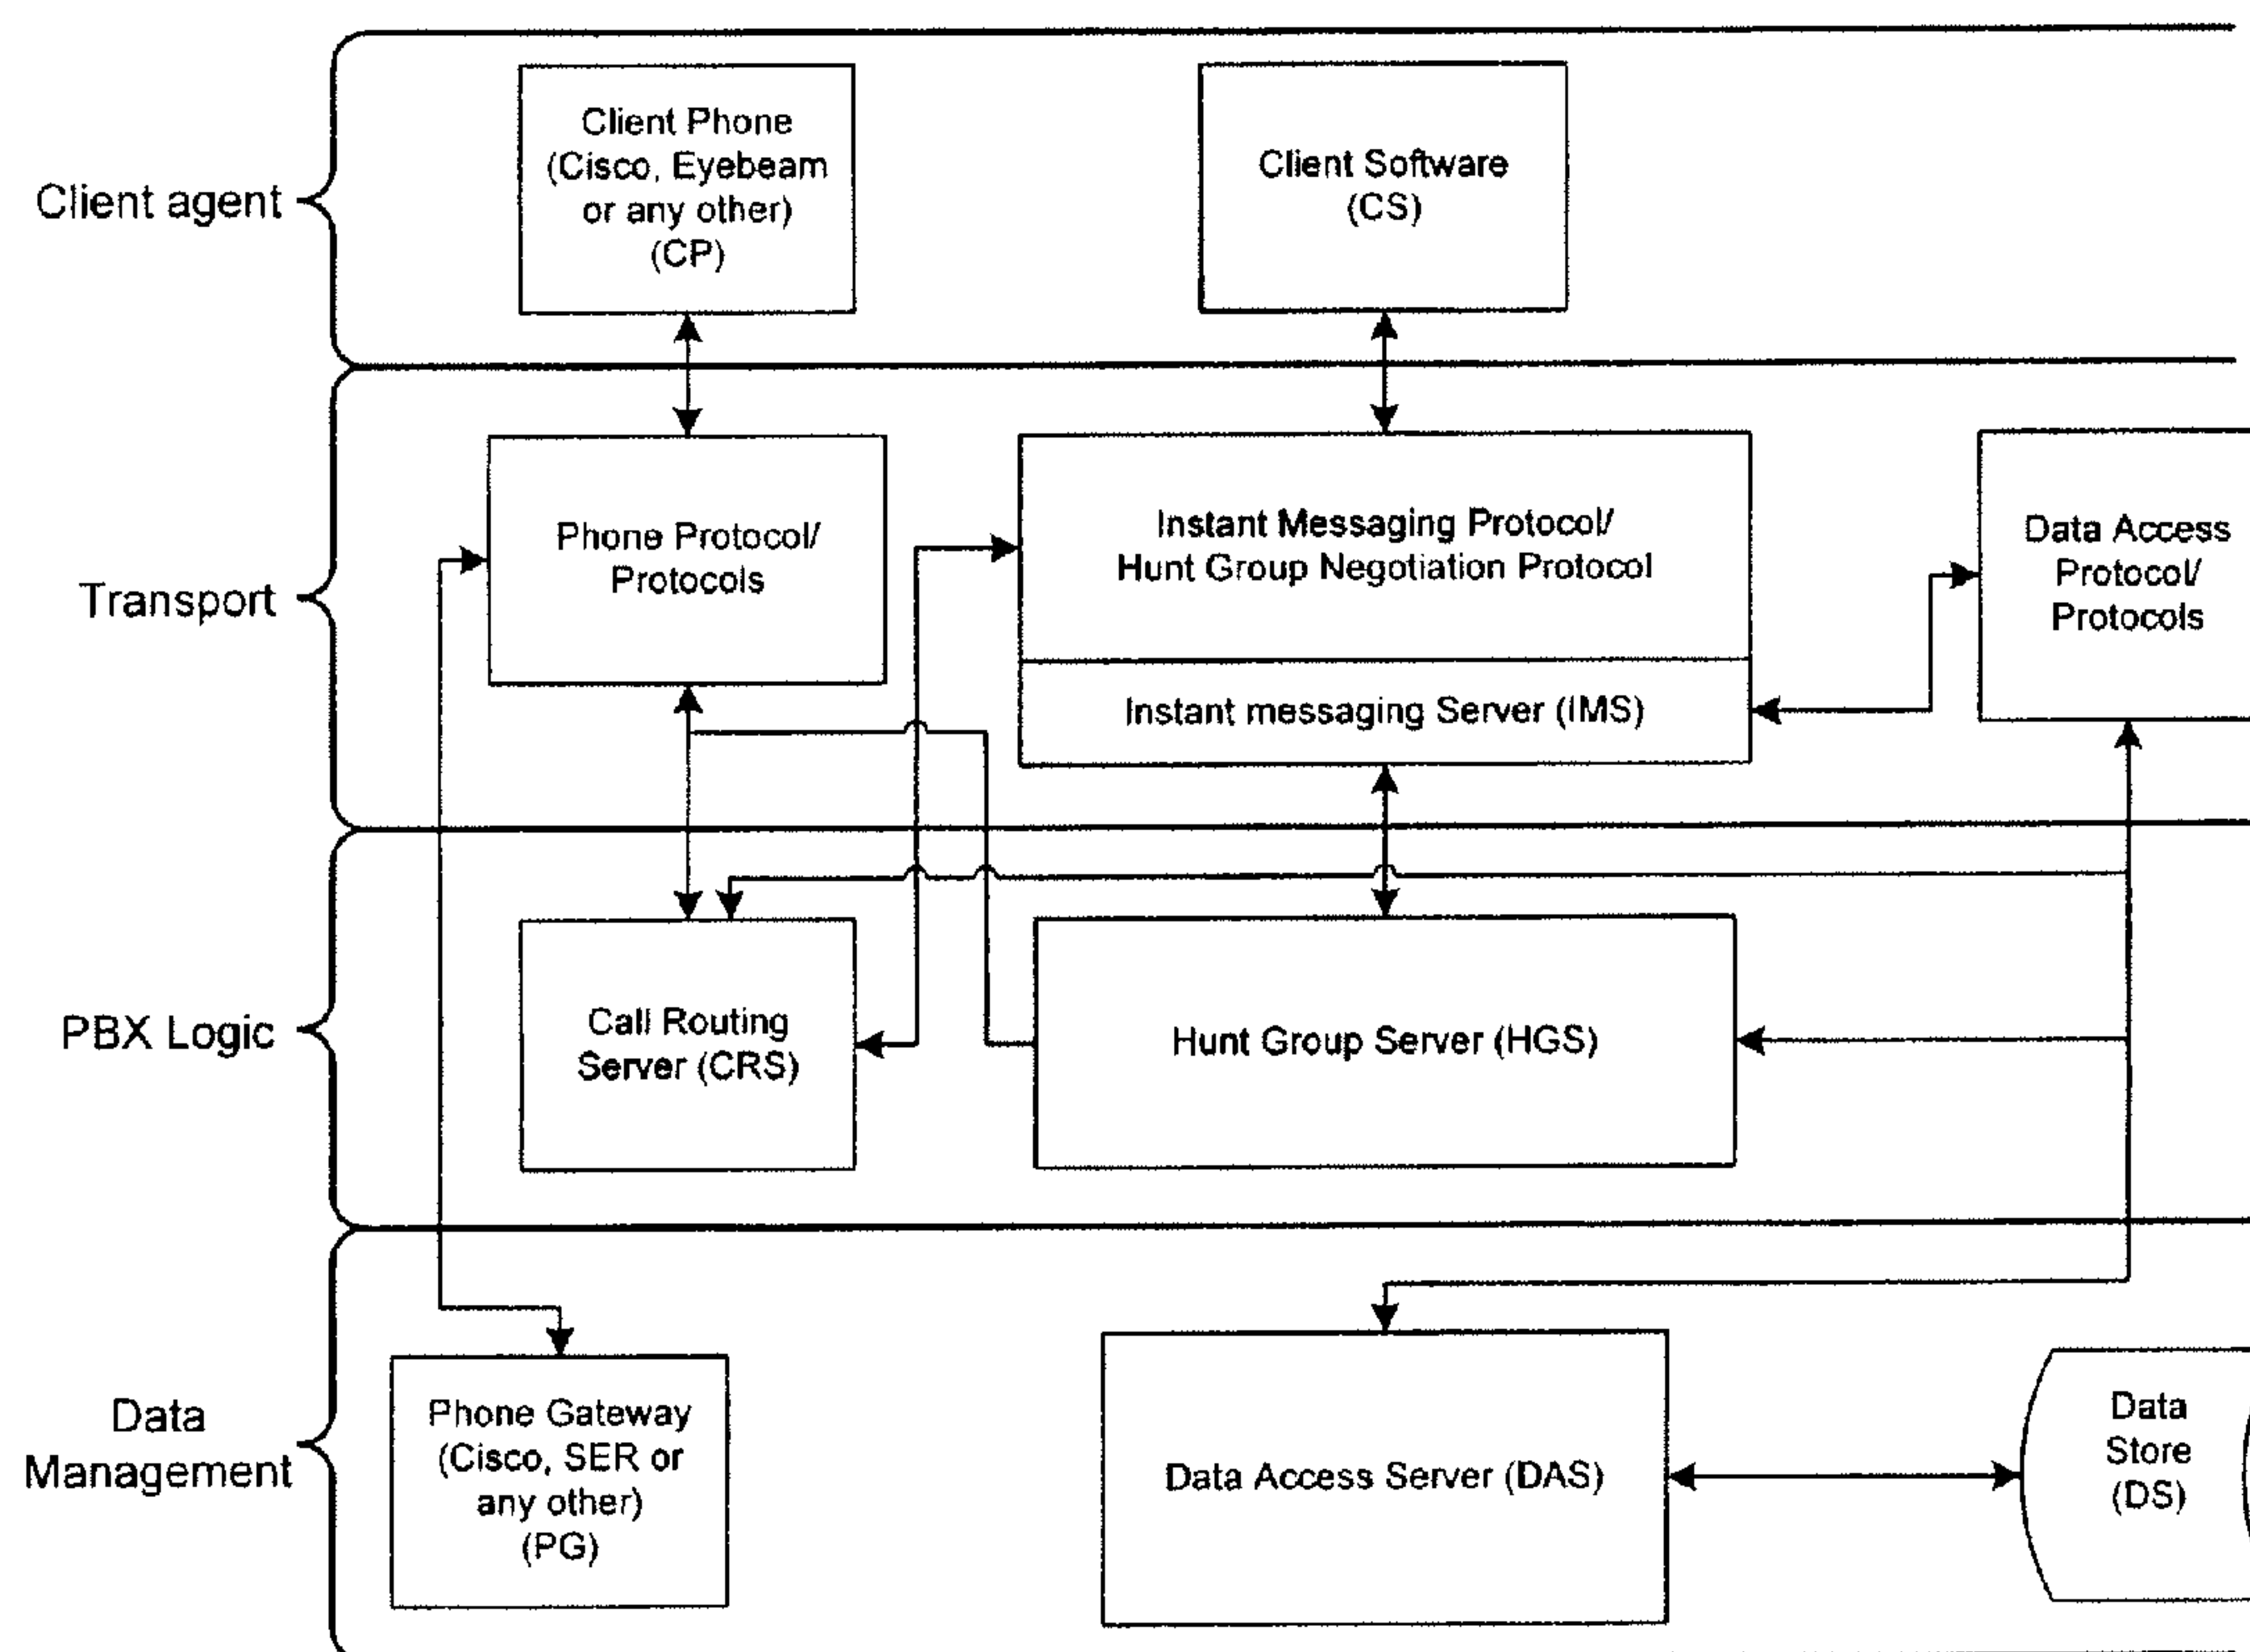 Client agent
Client Phone
(Cisco, Eyebeam
or any other)
(CP)
Client Software
(CS)
Transport
Phone Protocol/
Protocols
Instant Messaging Protocol/
Hunt Group Negotiation Protocol
Instant messaging Server (IMS)
Data Access
Protocol/
Protocols
PBX Logic
Call Routing
Server (CRS)
Hunt Group Server (HGS)
Data
Management
Phone Gateway
(Cisco, SER or
any other)
(PG)
Data Access Server (DAS)
Data
Store
(DS)